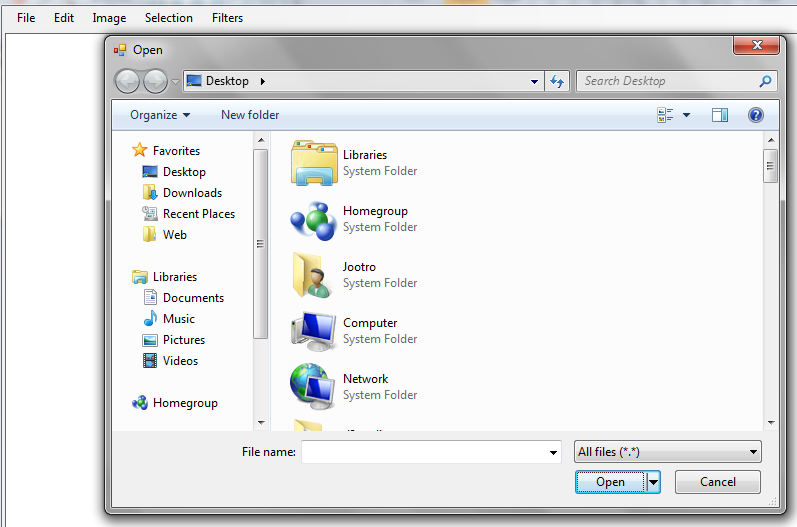 File Edit Image Selection Filters
Open
Desktop
Search Desktop
Organize New folder
Favorites
Desktop
Downloads
Recent Places
Web
Libraries
Documents
Music
Pictures
Videos
Homegroup
Libraries
System Folder
Homegroup
System Folder
Jootro
System Folder
Computer
System Folder
Network
System Folder
File name:
All files (*.*)
Open Cancel